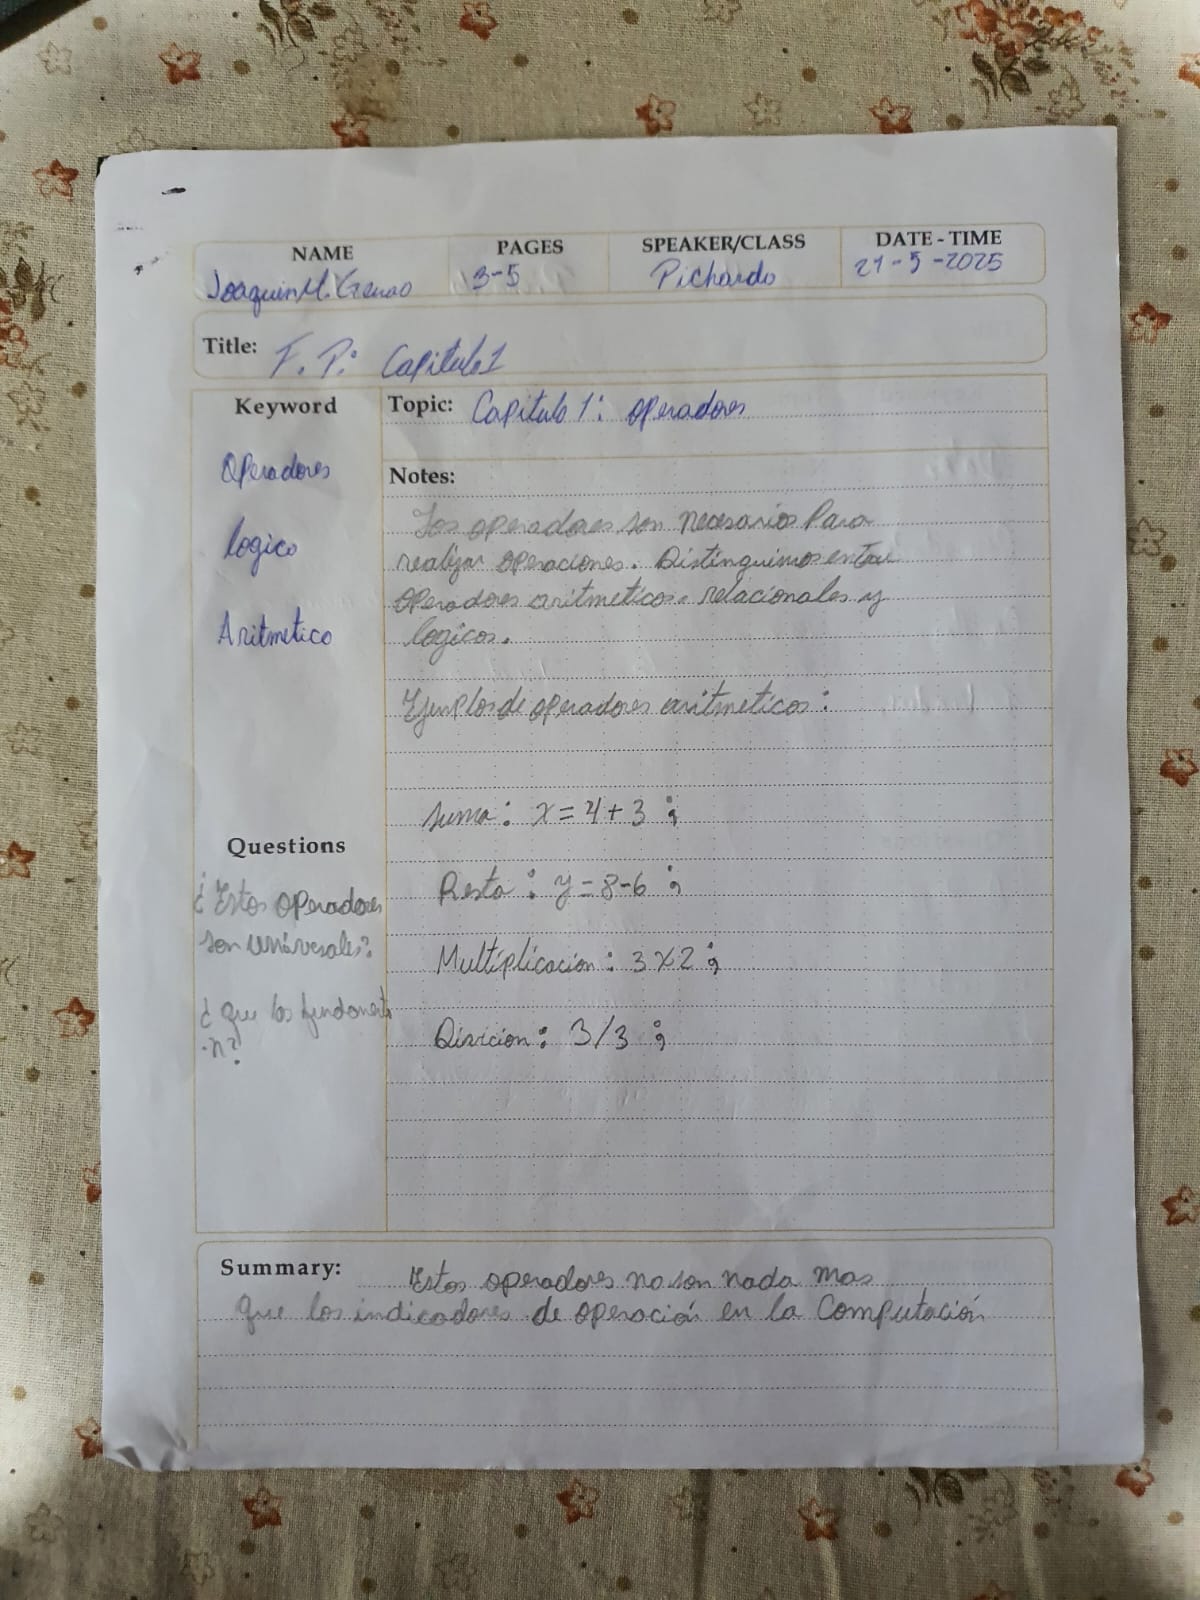 NAME PAGES SPEAKER/CLASS DATE - TIME
Joaquin M. Genao 3-5 Pichardo 21-5-2025
Title: F. P.: Capitulo 1
Keyword
Operadores
logico
Aritmetico
Topic: Capitulo 1: operadores
Notes:
Los operadores son necesarios Para
realizar operaciones. Distinguimos entre
operadores aritmeticos, relacionales y
logicos.
Ejemplos de operadores aritmeticos:
suma: x = 4 + 3 ;
Resta: y = 8-6 ;
Multiplicacion: 3 x 2 ;
Divicion: 3/3 ;
Questions
¿Estos operadores
son universales?
¿que los fundamenta
n?
Summary: Estos operadores no son nada mas
que los indicadores de operación en la Computación